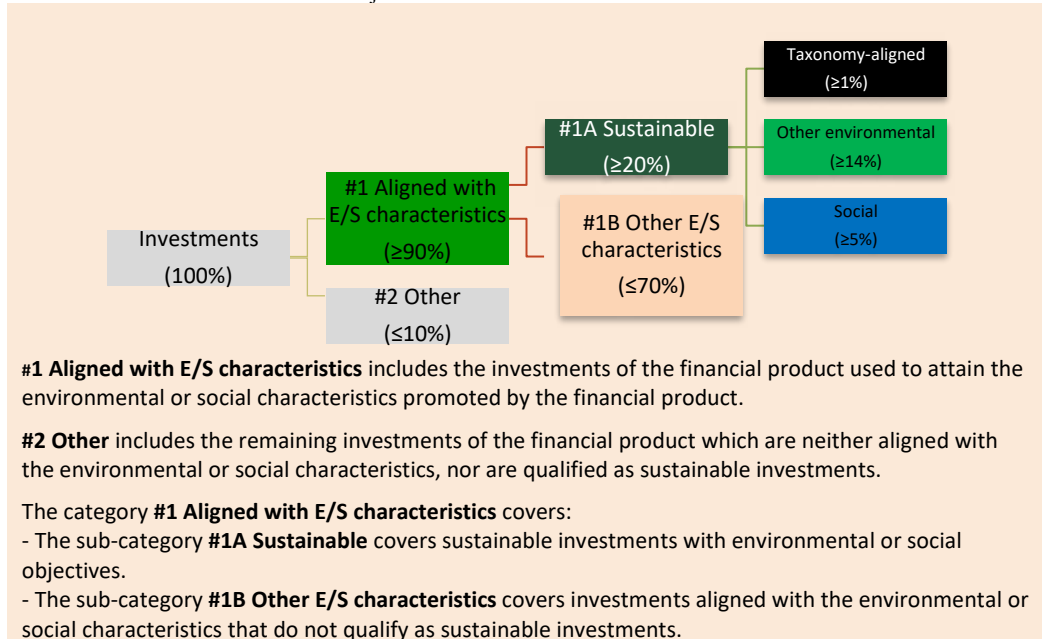 Investments
(100%)
#1 Aligned with
E/S characteristics
(≥90%)
#2 Other
(≤10%)
#1A Sustainable
(≥20%)
#1B Other E/S
characteristics
(≤70%)
Taxonomy-aligned
(≥1%)
Other environmental
(≥14%)
Social
(≥5%)
#1 Aligned with E/S characteristics includes the investments of the financial product used to attain the
environmental or social characteristics promoted by the financial product.
#2 Other includes the remaining investments of the financial product which are neither aligned with
the environmental or social characteristics, nor are qualified as sustainable investments.
The category #1 Aligned with E/S characteristics covers:
- The sub-category #1A Sustainable covers sustainable investments with environmental or social
objectives.
- The sub-category #1B Other E/S characteristics covers investments aligned with the environmental or
social characteristics that do not qualify as sustainable investments.